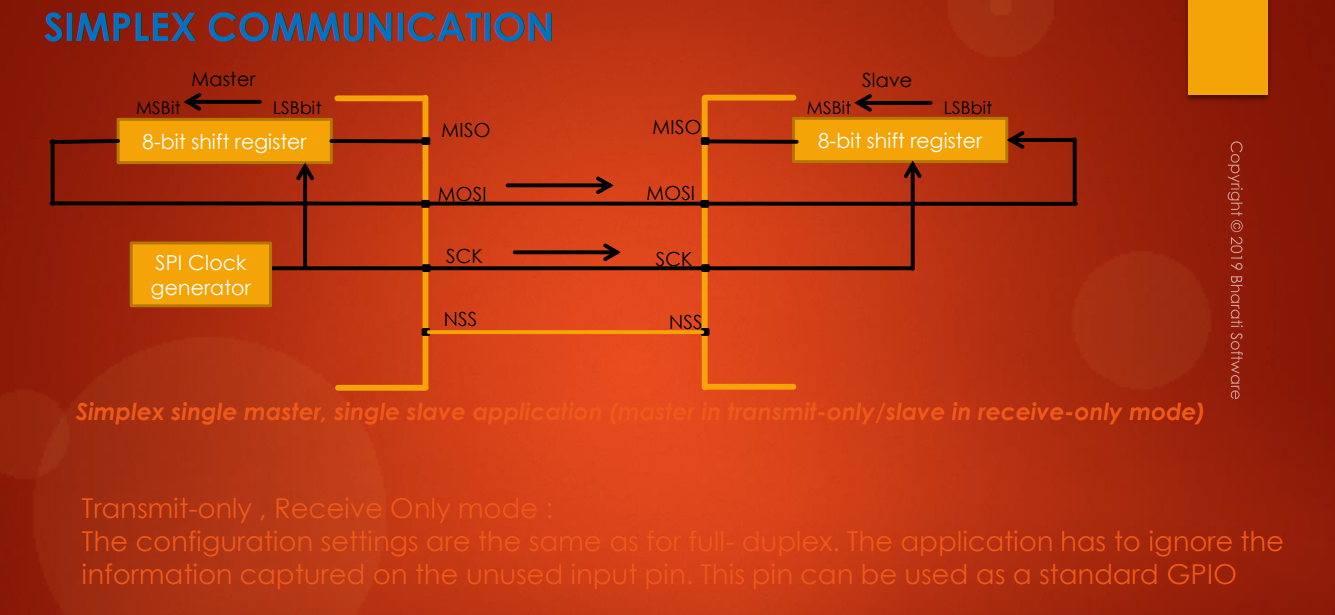 SIMPLEX COMMUNICATION
Master
MSBit
LSBbit
8-bit shift register
MISO
MOSI
SCK
NSS
SPI Clock
generator
Slave
MSBit
LSBbit
8-bit shift register
MISO
MOSI
SCK
NSS
Simplex single master, single slave application (master in transmit-only/slave in receive-only mode)
Transmit-only , Receive Only mode :
The configuration settings are the same as for full- duplex. The application has to ignore the
information captured on the unused input pin. This pin can be used as a standard GPIO
Copyright © 2019 Bharati Software